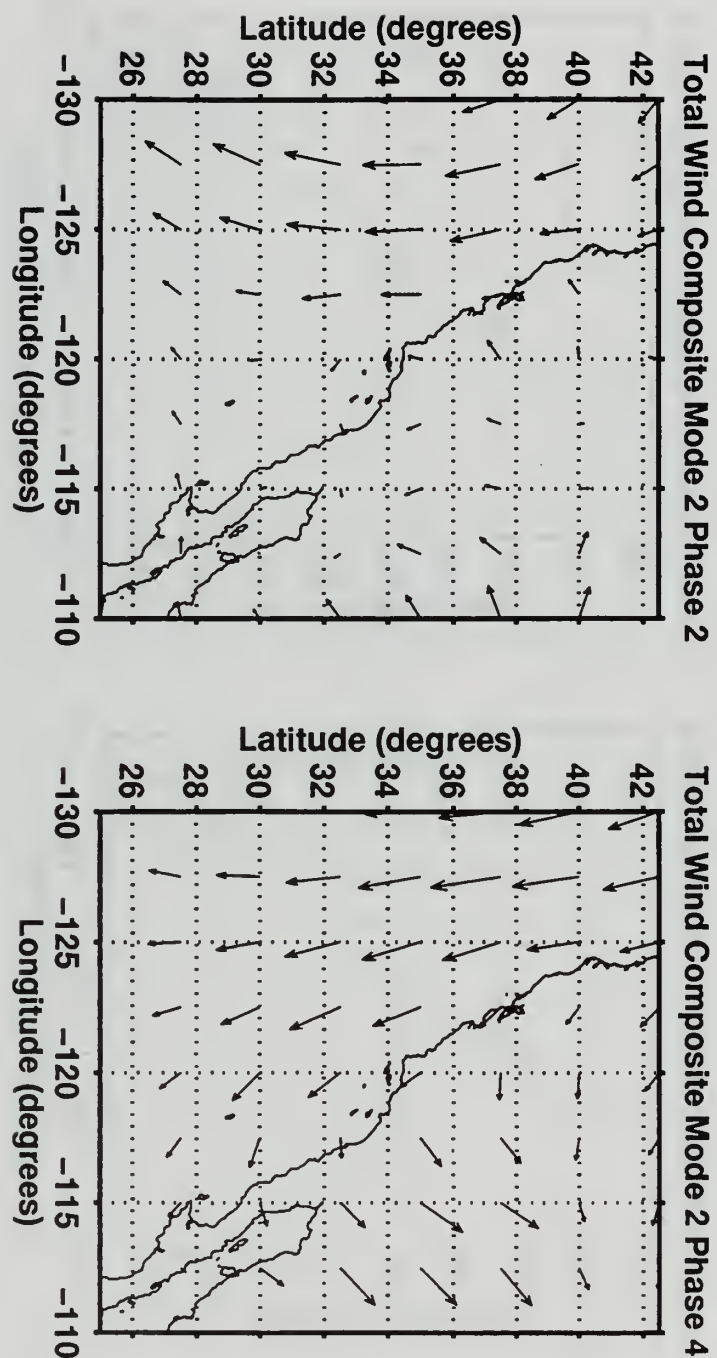 Total Wind Composite Mode 2 Phase 2
Latitude (degrees)
42
40
38
36
34
32
30
28
26
−130 −125 −120 −115 −110
Longitude (degrees)
Total Wind Composite Mode 2 Phase 4
Latitude (degrees)
42
40
38
36
34
32
30
28
26
−130 −125 −120 −115 −110
Longitude (degrees)